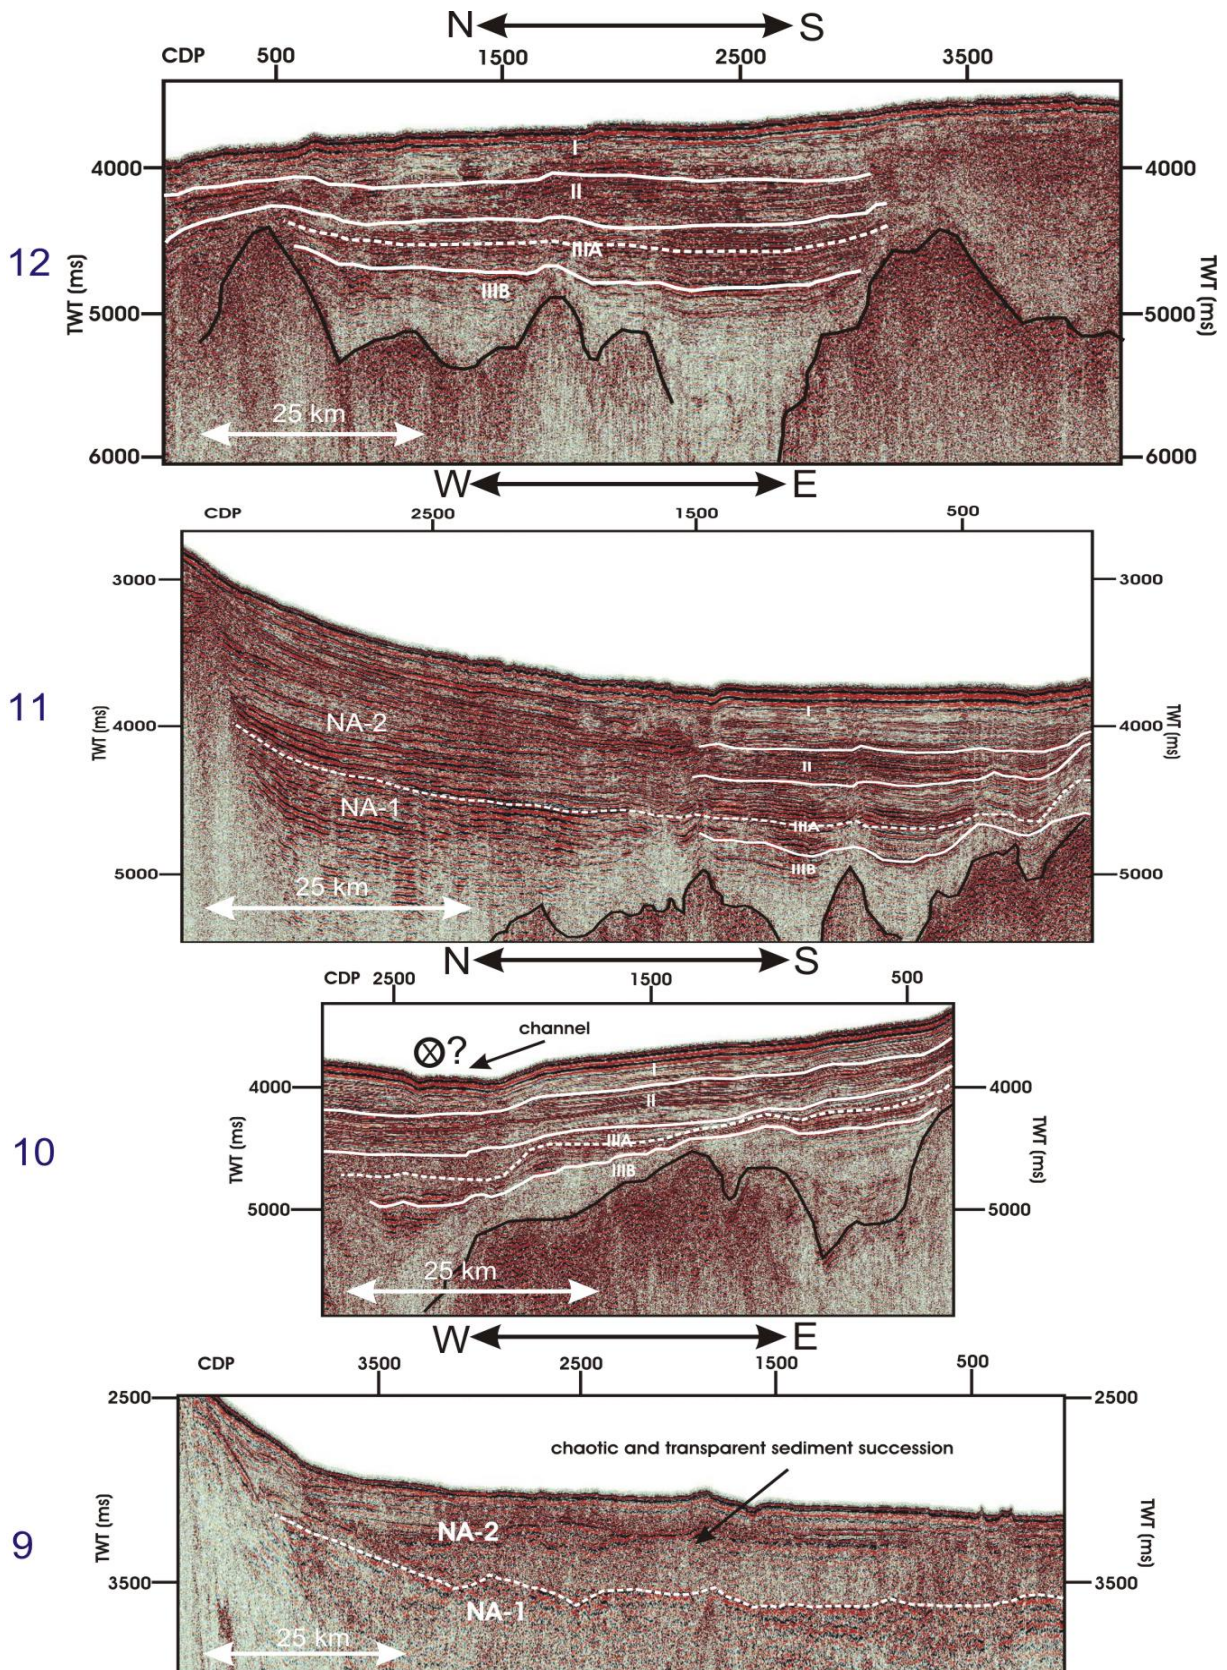 N S
CDP 500 1500 2500 3500
I
4000 4000
II
12
IIIA
TWT (ms) TWT (ms)
IIIB
5000 5000
25 km
6000 6000
W E
CDP 2500 1500 500
3000 3000
11
I
NA-2
4000 4000
TWT (ms) TWT (ms)
II
NA-1
IIIA
IIIB
5000 5000
25 km
N S
CDP 2500 1500 500
channel
?
I
4000 4000
II
10
IIIA
TWT (ms) TWT (ms)
IIIB
5000 5000
25 km
W E
CDP 3500 2500 1500 500
2500 2500
chaotic and transparent sediment succession
NA-2
9
TWT (ms) TWT (ms)
3500 3500
NA-1
25 km